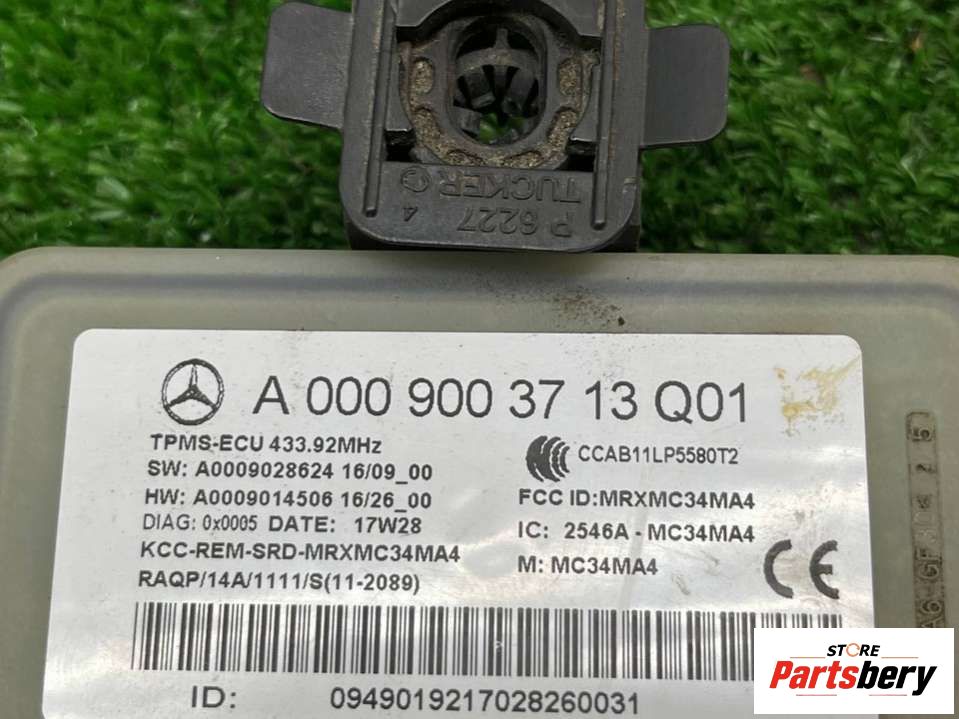 TUCKER
P 6227
4
A 000 900 37 13 Q01
TPMS-ECU 433.92MHz
SW: A0009028624 16/09_00
HW: A0009014506 16/26_00
DIAG: 0x0005 DATE: 17W28
KCC-REM-SRD-MRXMC34MA4
RAQP/14A/1111/S(11-2089)
CCAB11LP5580T2
FCC ID:MRXMC34MA4
IC: 2546A - MC34MA4
M: MC34MA4
CE
ID: 0949019217028260031
STORE
Partsbery